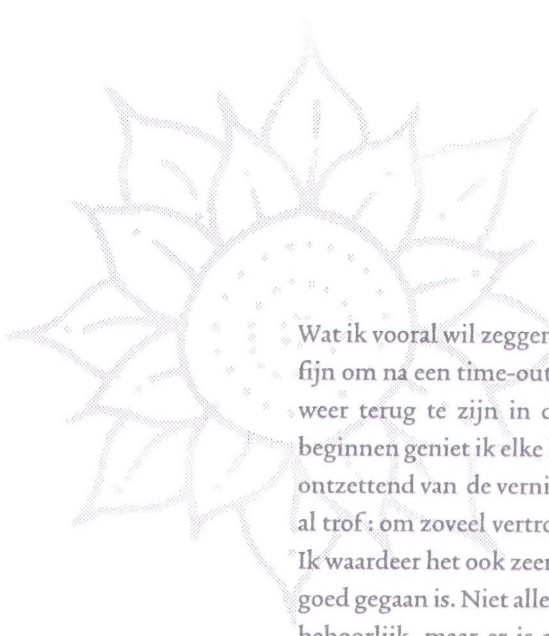 Wat ik vooral wil zeggen
fijn om na een time-out
weer terug te zijn in
beginnen geniet ik elke
ontzettend van de
al trof: om zoveel
Ik waardeer het ook zeer
goed gegaan is. Niet alle
behoorlijk, maar er is